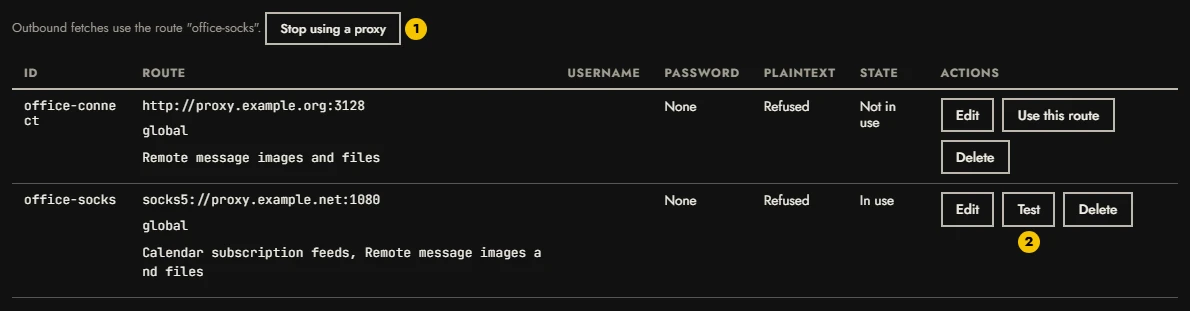 Outbound fetches use the route "office-socks". Stop using a proxy 1
ID ROUTE USERNAME PASSWORD PLAINTEXT STATE ACTIONS
office-conne
ct
http://proxy.example.org:3128
global
Remote message images and files
None
Refused
Not in
use
Edit Use this route
Delete
office-socks
socks5://proxy.example.net:1080
global
Calendar subscription feeds, Remote message images a
nd files
None
Refused
In use
Edit Test Delete
2